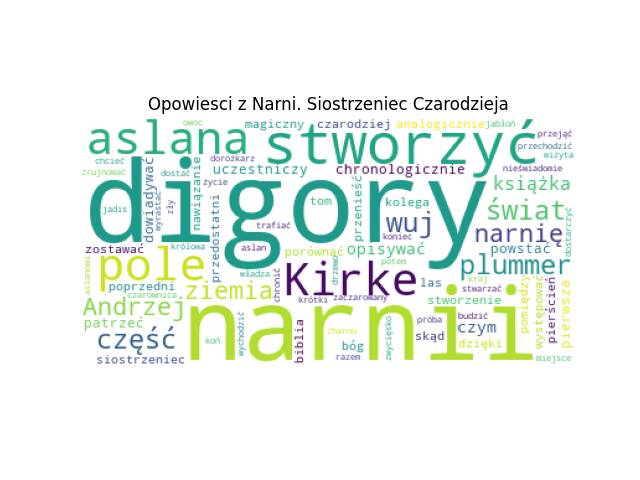 Opowiesci z Narni. Siostrzeniec Czarodzieja
owoc magiczny czarodziej analogicznie jabłoń
aslana stworzyć przejąć
przechodzić
chcieć dorożkarz chronologicznie wizyta
zrujnować dowiadywać nawiązanie dostać uczestniczy nieświadomie
digory życie przenieść książka
jadis wyrastać zły przedostatni tom kolega świat
trafiać wuj narnię dostarczyć
zostawać królowa aslan koniec powstać
pole porównać opisywać
poprzedni władza potem plummer
aslanowi czarownica ziemia chronić Kirke drzewo las kraj
stwarzać pomiędzy
Andrzej krótki zaczarowany stworzenie występować pierścień pierwsza
narnii
patrzeć koń charnu próba budzić czym
część wychodzić biblia zwycięsko skąd
bóg dzięki
siostrzeniec razem miejsce